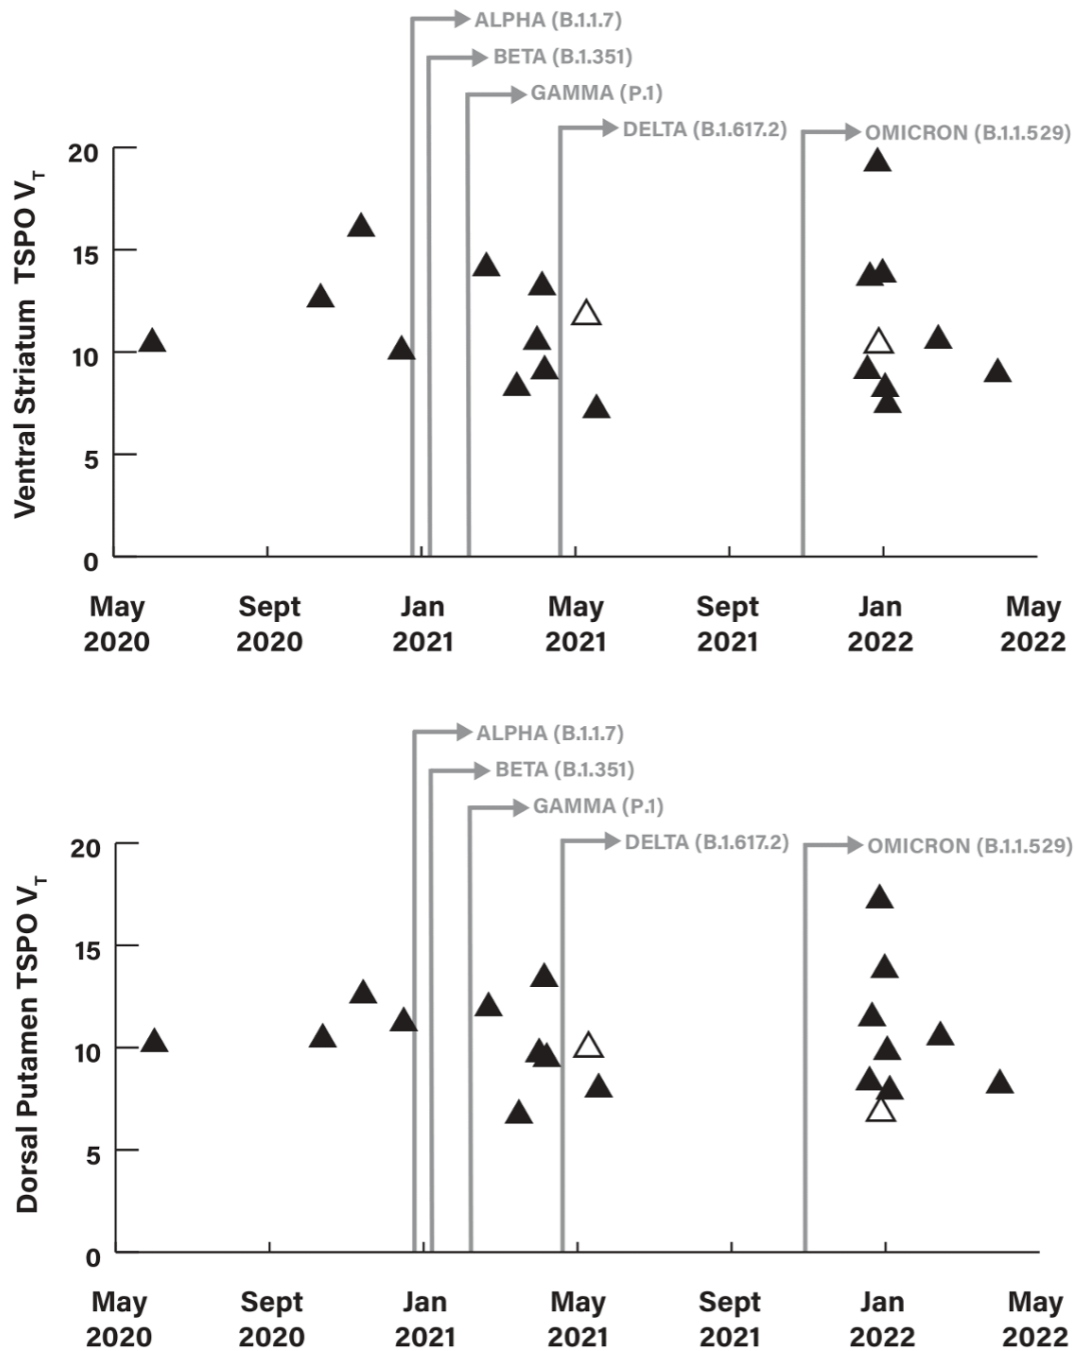 ALPHA (B.1.1.7)
BETA (B.1.351)
GAMMA (P.1)
DELTA (B.1.617.2)
OMICRON (B.1.1.529)
Ventral Striatum TSPO VT
20
15
10
5
0
May Sept Jan May Sept Jan May
2020 2020 2021 2021 2021 2022 2022
ALPHA (B.1.1.7)
BETA (B.1.351)
GAMMA (P.1)
DELTA (B.1.617.2)
OMICRON (B.1.1.529)
Dorsal Putamen TSPO VT
20
15
10
5
0
May Sept Jan May Sept Jan May
2020 2020 2021 2021 2021 2022 2022